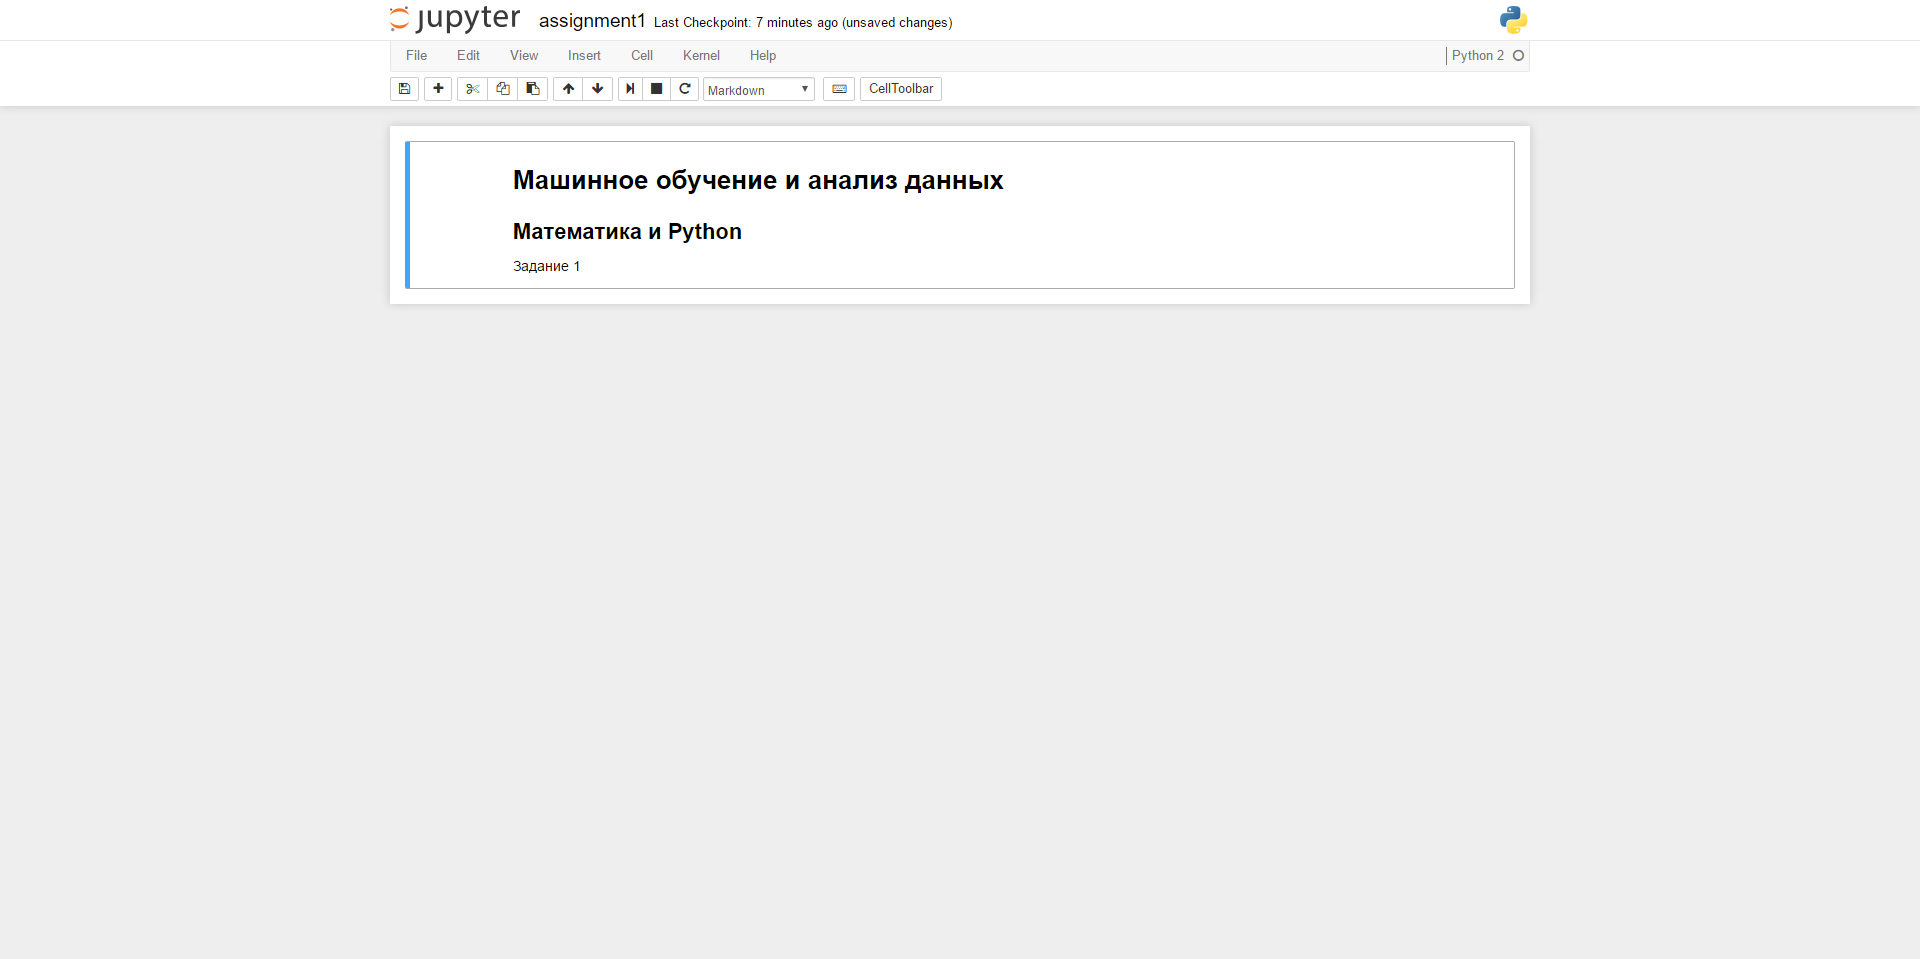 jupyter assignment1 Last Checkpoint: 7 minutes ago (unsaved changes)
File Edit View Insert Cell Kernel Help Python 2
Markdown CellToolbar
Машинное обучение и анализ данных
Математика и Python
Задание 1